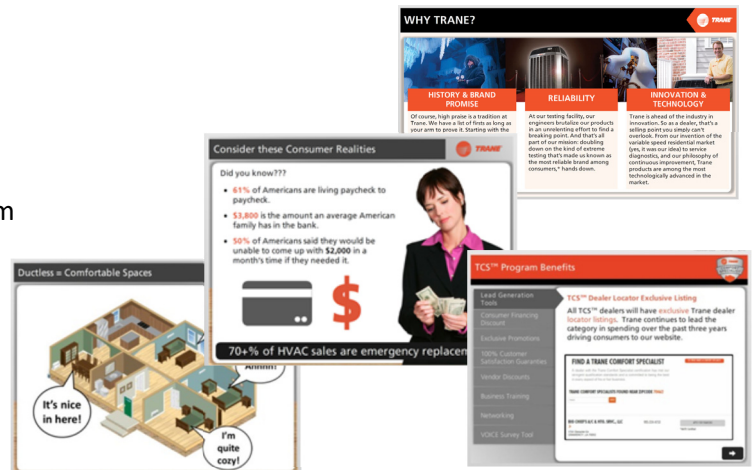 WHY TRANE?
TRANE
HISTORY & BRAND
PROMISE
Of course, high praise is a tradition at
Trane. We have a list of firsts as long as
your arm to prove it. Starting with the
RELIABILITY
At our testing facility, our
engineers brutalize our products
in an unrelenting effort to find a
breaking point. And that's all
part of our mission: doubling
down on the kind of extreme
testing that's made us known as
the most reliable brand among
consumers,* hands down.
INNOVATION &
TECHNOLOGY
Trane is ahead of the industry in
innovation. So as a dealer, that's a
selling point you simply can't
overlook. From our invention of the
variable speed residential market
(yes, it was our idea) to service
diagnostics, and our philosophy of
continuous improvement, Trane
products are among the most
technologically advanced in the
market.
Consider these Consumer Realities
TRANE
Did you know???
• 61% of Americans are living paycheck to
paycheck.
• $3,800 is the amount an average American
family has in the bank.
• 50% of Americans said they would be
unable to come up with $2,000 in a
month's time if they needed it.
$
70+% of HVAC sales are emergency replacem
m
Ductless = Comfortable Spaces
It's nice
in here!
I'm
quite
cozy!
TCS™ Program Benefits
Lead Generation
Tools
Consumer Financing
Discount
Exclusive Promotions
100% Customer
Satisfaction Guarantee
Vendor Discounts
Business Training
Networking
VOICE Survey Tool
TCS™ Dealer Locator Exclusive Listing
All TCS™ dealers will have exclusive Trane dealer
locator listings. Trane continues to lead the
category in spending over the past three years
driving consumers to our website.
FIND A TRANE COMFORT SPECIALIST